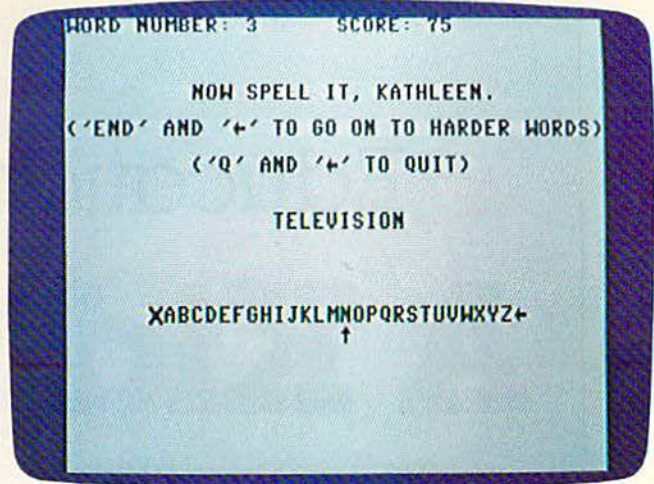 WORD NUMBER: 3 SCORE: 75
NOW SPELL IT, KATHLEEN.
('END' AND '←' TO GO ON TO HARDER WORDS)
('Q' AND '←' TO QUIT)
TELEVISION
XABCDEFGHIJKLMNOPQRSTUVWXYZ←
↑